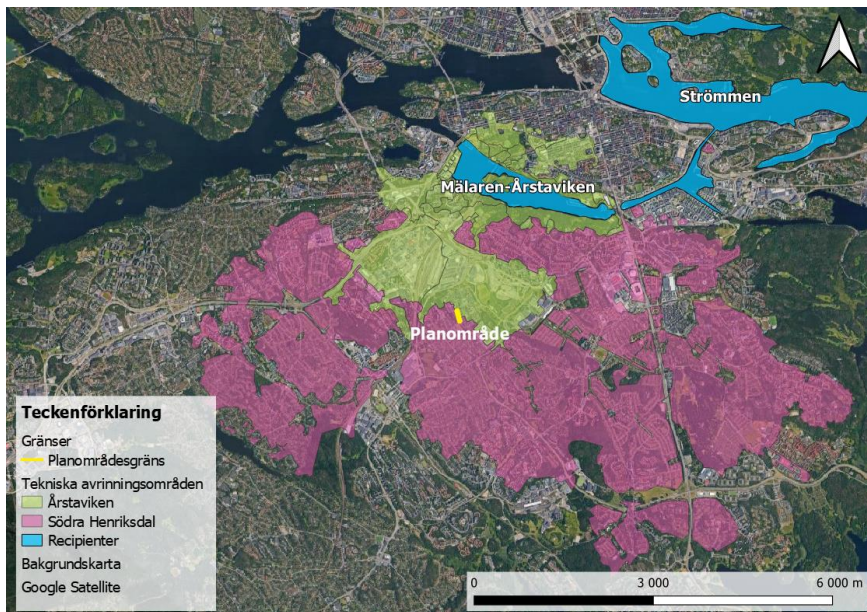 Strömmen
Mälaren-Årstaviken
Planområde
Teckenförklaring
Gränser
Planområdesgräns
Tekniska avrinningsområden
Årstaviken
Södra Henriksdal
Recipienter
Bakgrundskarta
Google Satellite
0 3 000 6 000 m